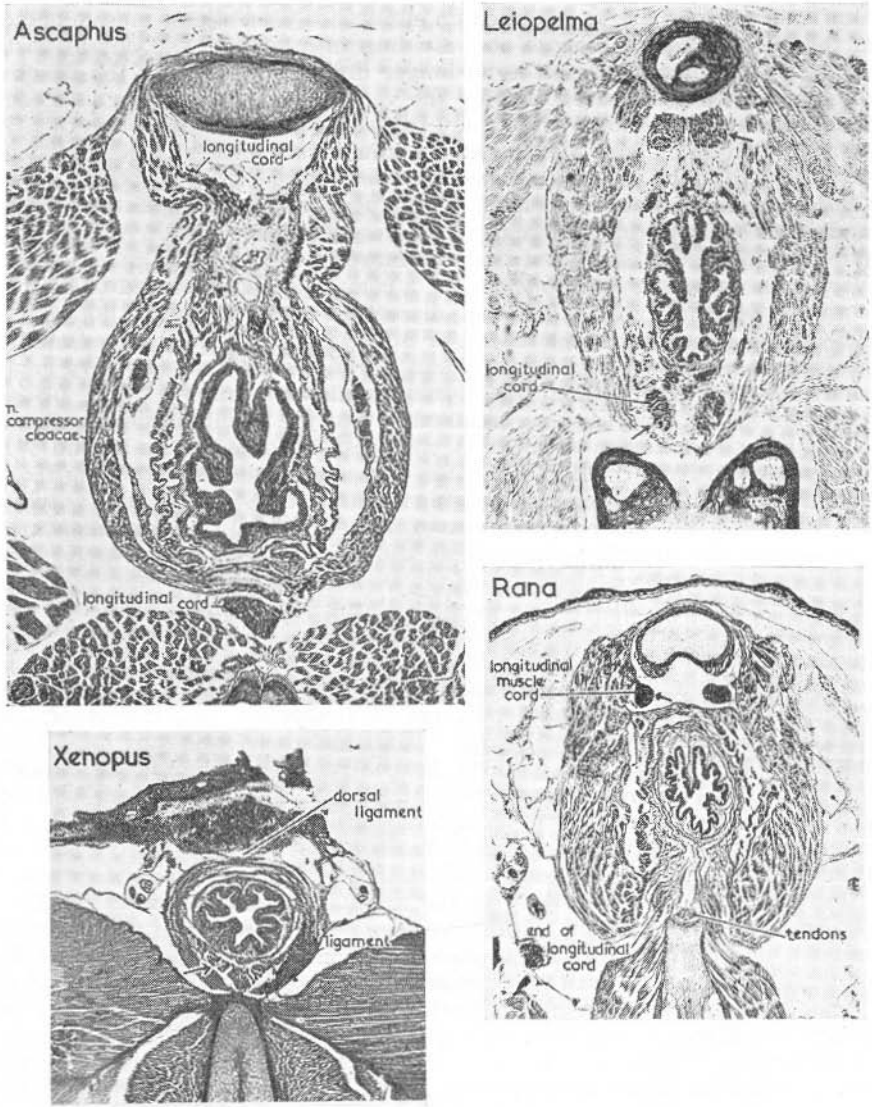 Ascaphus
longitudinal
cord
m.
compressor
cloacae
longitudinal cord
Leiopelma
longitudinal
cord
Xenopus
dorsal
ligament
ligament
Rana
longitudinal
muscle
cord
end of
longitudinal
cord
tendons